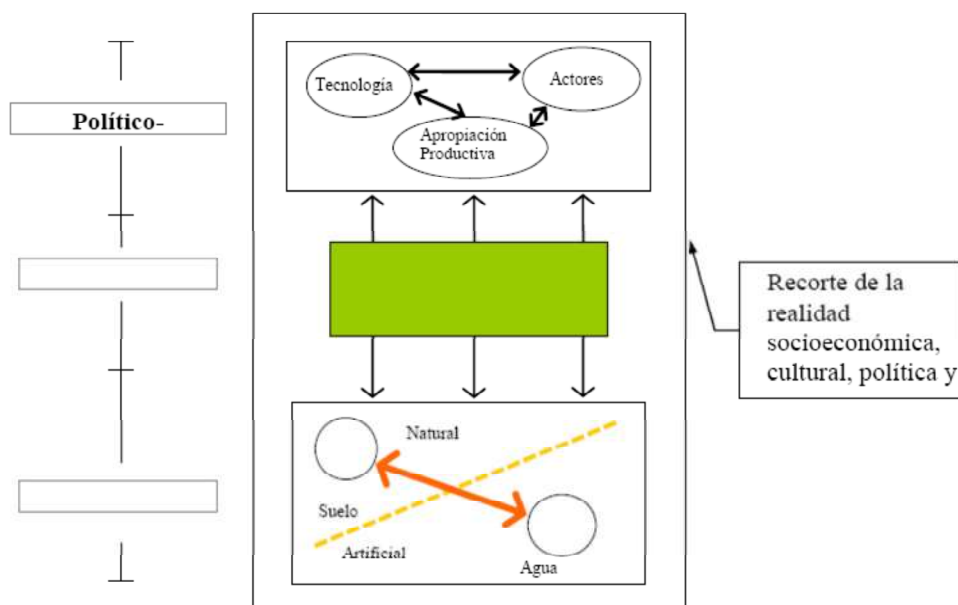 Político-
Tecnología
Actores
Apropiación
Productiva
Recorte de la
realidad
socioeconómica,
cultural, política y
Natural
Suelo
Artificial
Agua